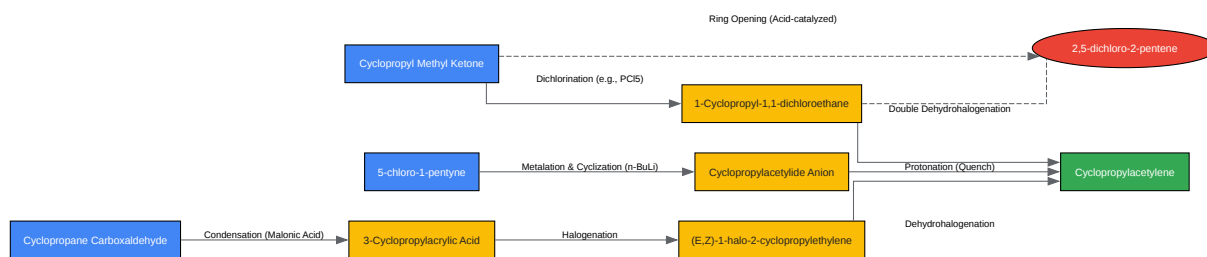 Ring Opening (Acid-catalyzed)
2,5-dichloro-2-pentene
Cyclopropyl Methyl Ketone
Dichlorination (e.g., PCl5)
1-Cyclopropyl-1,1-dichloroethane
Double Dehydrohalogenation
5-chloro-1-pentyne
Metalation & Cyclization (n-BuLi)
Cyclopropylacetylide Anion
Protonation (Quench)
Cyclopropylacetylene
Cyclopropane Carboxaldehyde
Condensation (Malonic Acid)
3-Cyclopropylacrylic Acid
Halogenation
(E,Z)-1-halo-2-cyclopropylethylene
Dehydrohalogenation